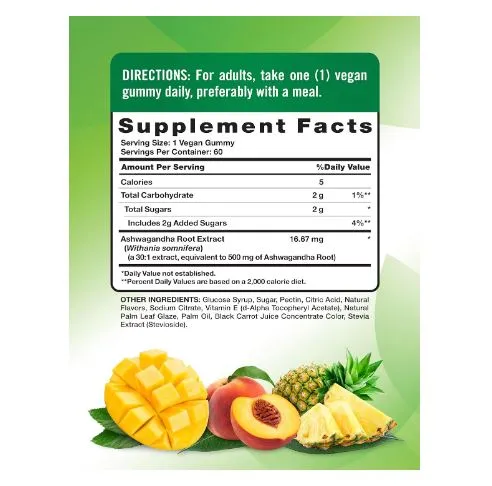 DIRECTIONS: For adults, take one (1) vegan
gummy daily, preferably with a meal.
Supplement Facts
Serving Size: 1 Vegan Gummy
Servings Per Container: 60
Amount Per Serving %Daily Value
Calories 5
Total Carbohydrate 2 g 1%**
Total Sugars 2 g *
Includes 2g Added Sugars 4%**
Ashwagandha Root Extract 16.67 mg *
(Withania somnifera)
(a 30:1 extract, equivalent to 500 mg of Ashwagandha Root)
*Daily Value not established.
**Percent Daily Values are based on a 2,000 calorie diet.
OTHER INGREDIENTS: Glucose Syrup, Sugar, Pectin, Citric Acid, Natural
Flavors, Sodium Citrate, Vitamin E (d-Alpha Tocopheryl Acetate), Natural
Palm Leaf Glaze, Palm Oil, Black Carrot Juice Concentrate Color, Stevia
Extract (Stevioside).